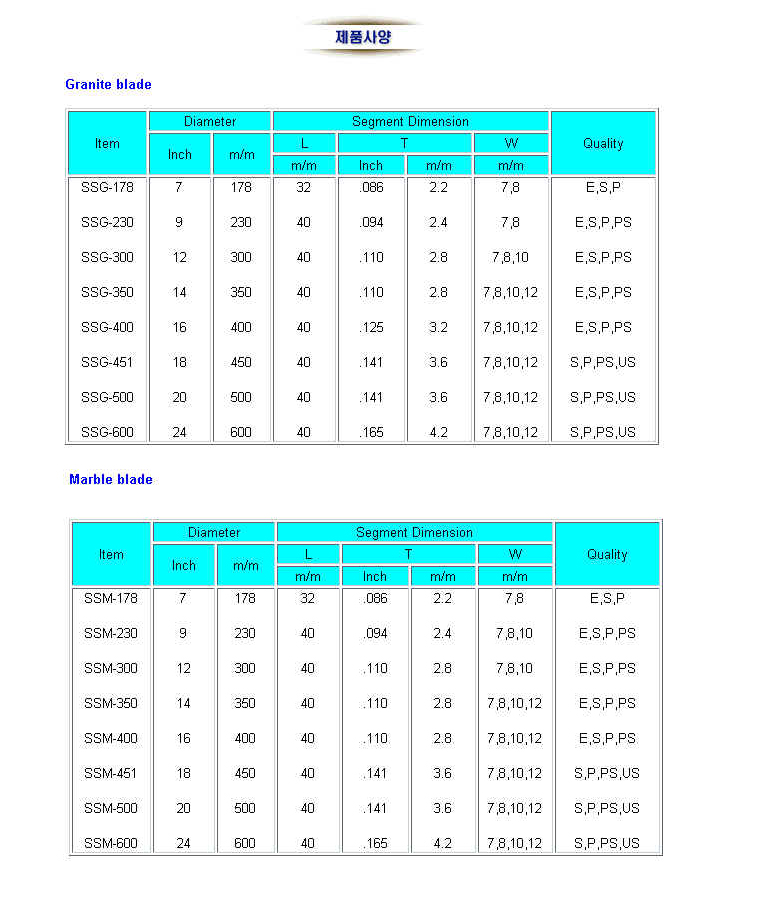 제품사양
Granite blade
Item Diameter Segment Dimension Quality
Inch m/m L T W
m/m Inch m/m m/m
SSG-178 7 178 32 .086 2.2 7,8 E,S,P
SSG-230 9 230 40 .094 2.4 7,8 E,S,P,PS
SSG-300 12 300 40 .110 2.8 7,8,10 E,S,P,PS
SSG-350 14 350 40 .110 2.8 7,8,10,12 E,S,P,PS
SSG-400 16 400 40 .125 3.2 7,8,10,12 E,S,P,PS
SSG-451 18 450 40 .141 3.6 7,8,10,12 S,P,PS,US
SSG-500 20 500 40 .141 3.6 7,8,10,12 S,P,PS,US
SSG-600 24 600 40 .165 4.2 7,8,10,12 S,P,PS,US
Marble blade
Item Diameter Segment Dimension Quality
Inch m/m L T W
m/m Inch m/m m/m
SSM-178 7 178 32 .086 2.2 7,8 E,S,P
SSM-230 9 230 40 .094 2.4 7,8,10 E,S,P,PS
SSM-300 12 300 40 .110 2.8 7,8,10 E,S,P,PS
SSM-350 14 350 40 .110 2.8 7,8,10,12 E,S,P,PS
SSM-400 16 400 40 .110 2.8 7,8,10,12 E,S,P,PS
SSM-451 18 450 40 .141 3.6 7,8,10,12 S,P,PS,US
SSM-500 20 500 40 .141 3.6 7,8,10,12 S,P,PS,US
SSM-600 24 600 40 .165 4.2 7,8,10,12 S,P,PS,US